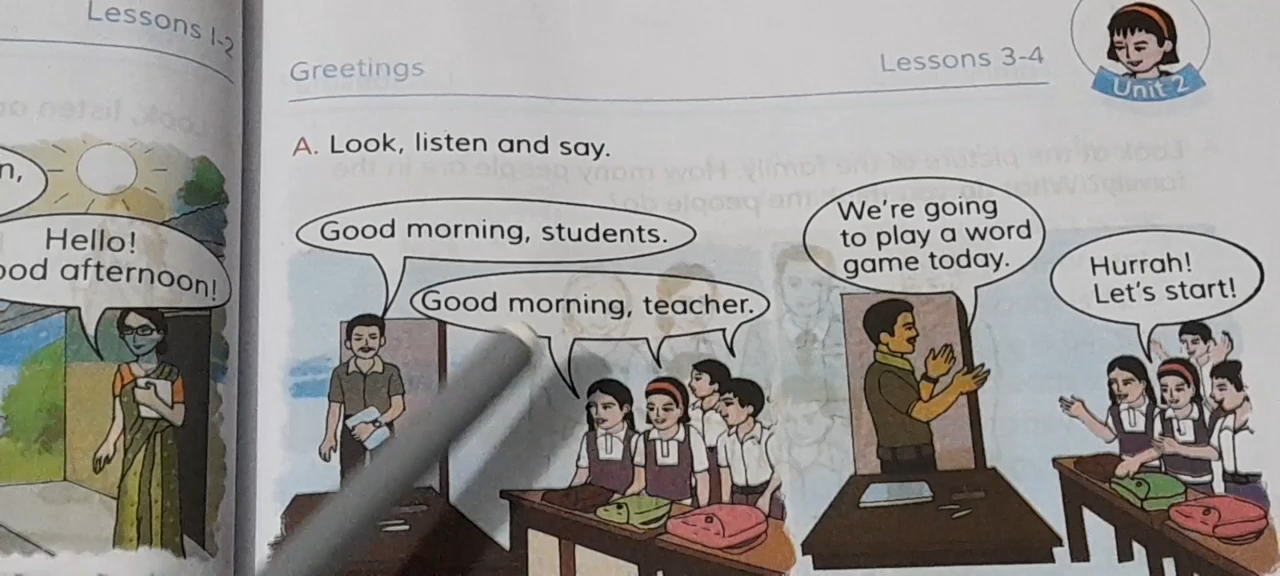 Lessons 1-2
Hello!
ood afternoon!
Greetings
Lessons 3-4
Unit 2
A. Look, listen and say.
Good morning, students.
Good morning, teacher.
We're going
to play a word
game today.
Hurrah!
Let's start!